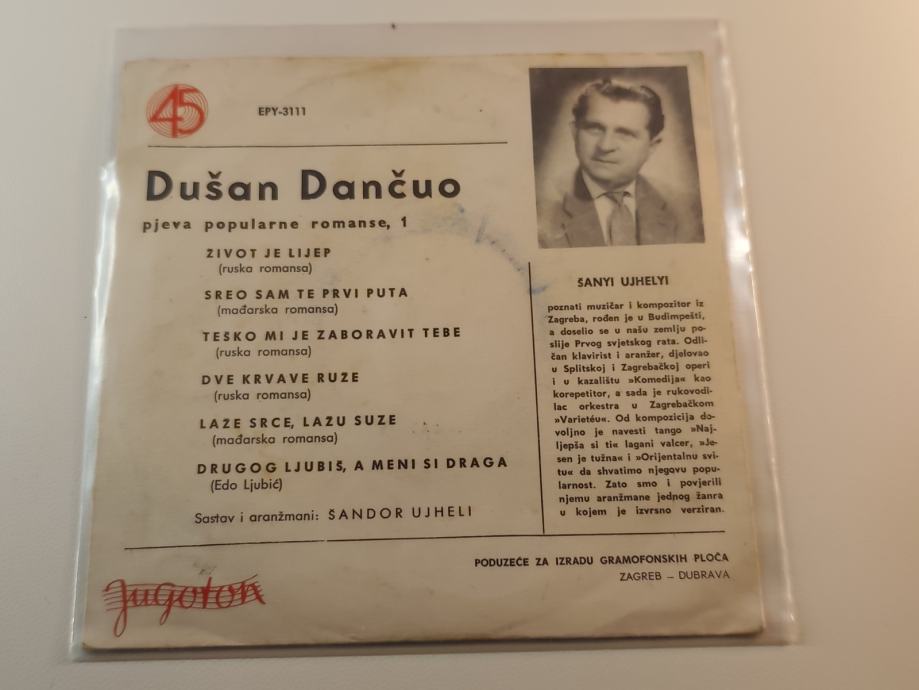 45
EPY-3111
Dušan Dančuo
pjeva popularne romanse, 1
ŽIVOT JE LIJEP
(ruska romansa)
SREO SAM TE PRVI PUTA
(mađarska romansa)
TEŠKO MI JE ZABORAVIT TEBE
(ruska romansa)
DVE KRVAVE RUŽE
(ruska romansa)
LAŽE SRCE, LAŽU SUZE
(mađarska romansa)
DRUGOG LJUBIŠ, A MENI SI DRAGA
(Edo Ljubić)
Sastav i aranžmani: ŠANDOR UJHELI
ŠANYI UJHELYI
poznati muzičar i kompozitor iz
Zagreba, rođen je u Budimpešti,
a doselio se u našu zemlju po-
slije Prvog svjetskog rata. Odli-
čan klavirist i aranžer, djelovao
u Splitskoj i Zagrebačkoj operi
i u kazalištu »Komedija« kao
korepetitor, a sada je rukovodi-
lac orkestra u Zagrebačkom
»Varietéu«. Od kompozicija do-
voljno je navesti tango »Naj-
ljepša si ti« lagani valcer, »Je-
sen je tužna« i »Orijentalnu svi-
tu« da shvatimo njegovu popu-
larnost. Zato smo i povjerili
njemu aranžmane jednog žanra
u kojem je izvrsno verziran.
PODUZEĆE ZA IZRADU GRAMOFONSKIH PLOČA
ZAGREB – DUBRAVA
Jugoton